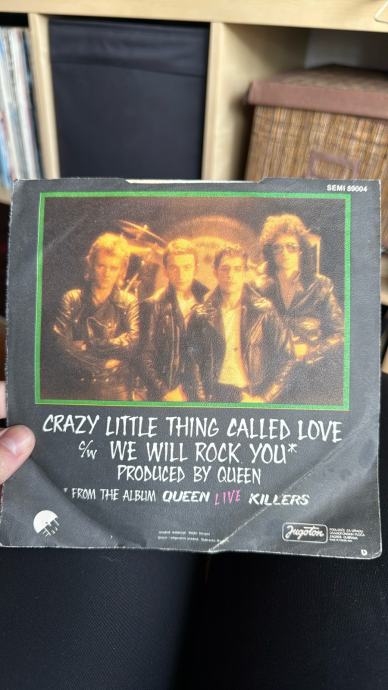 SEMI 89004
CRAZY LITTLE THING CALLED LOVE
c/w WE WILL ROCK YOU*
PRODUCED BY QUEEN
* FROM THE ALBUM QUEEN LIVE KILLERS
Jugoton